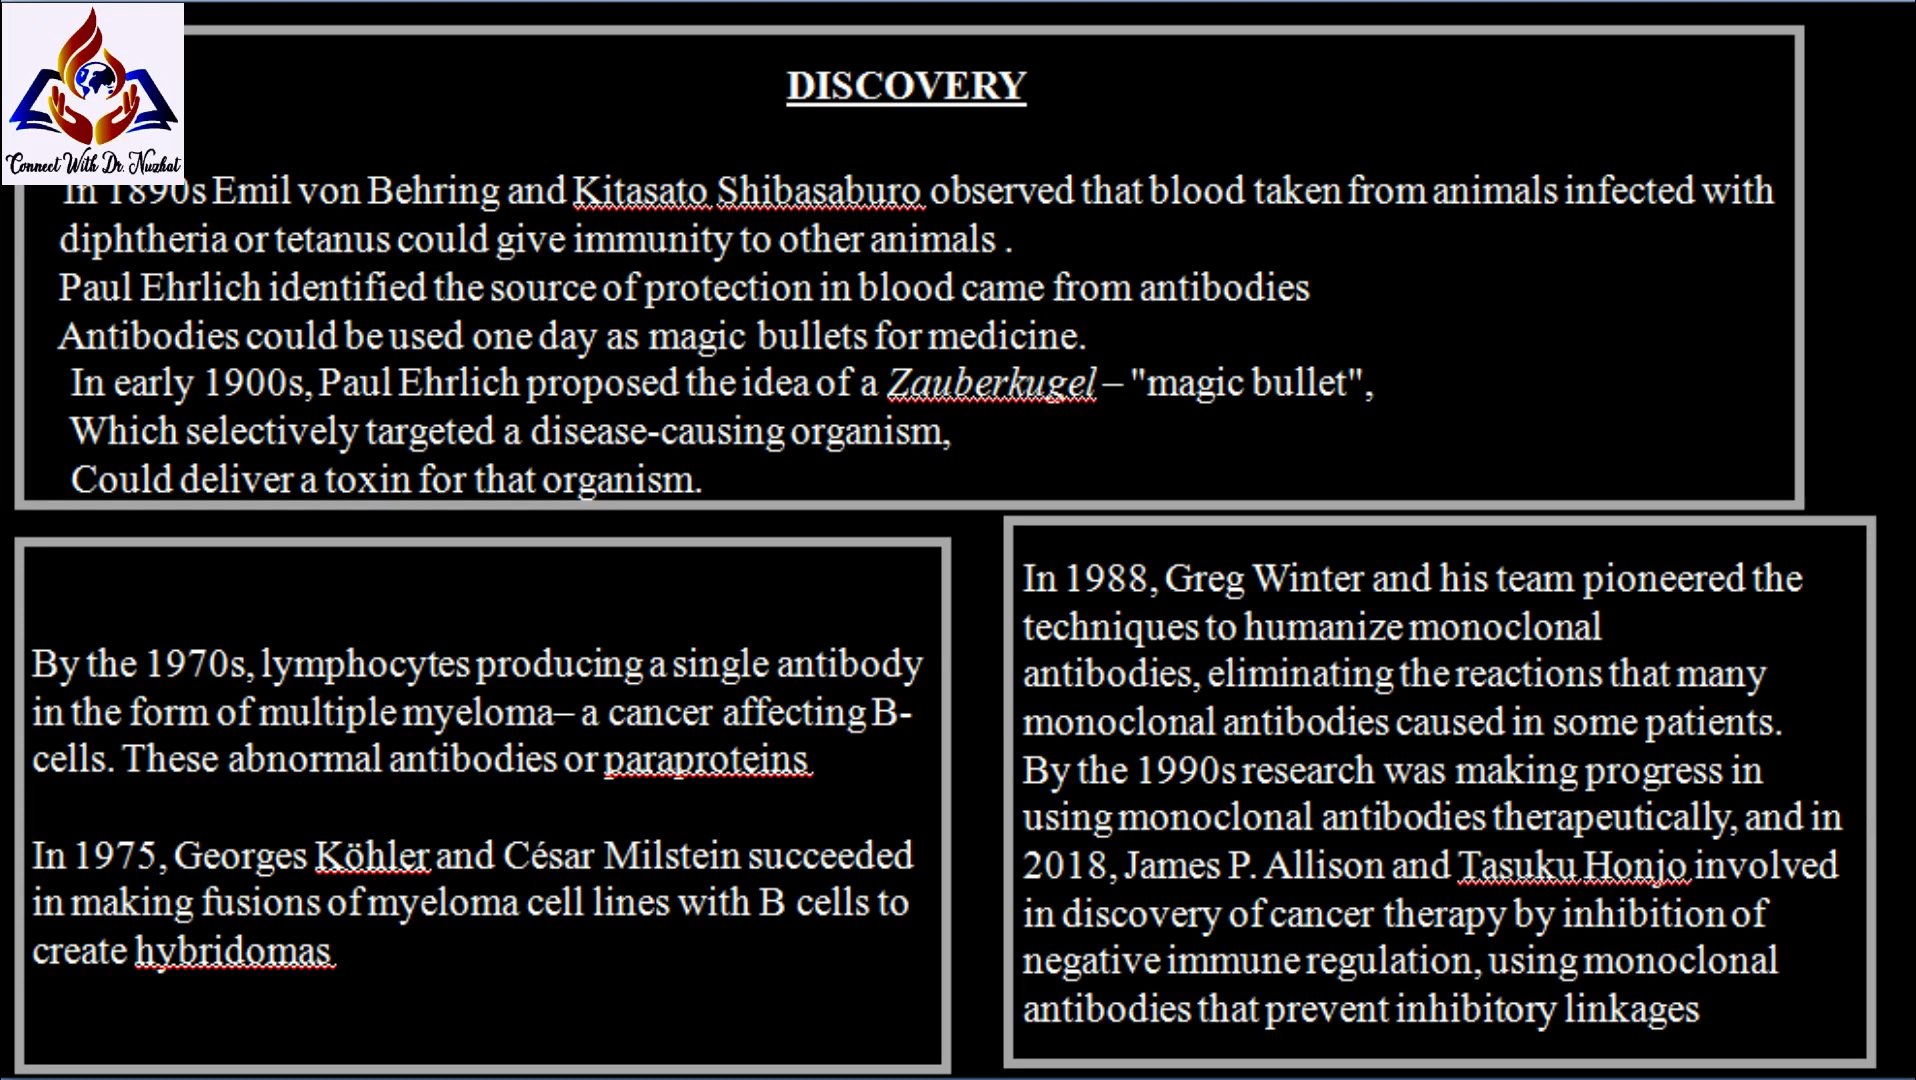 Connect With Dr. Nuzhat
DISCOVERY
In 1890s Emil von Behring and Kitasato Shibasaburo observed that blood taken from animals infected with
diphtheria or tetanus could give immunity to other animals .
Paul Ehrlich identified the source of protection in blood came from antibodies
Antibodies could be used one day as magic bullets for medicine.
In early 1900s, Paul Ehrlich proposed the idea of a Zauberkugel – "magic bullet",
Which selectively targeted a disease-causing organism,
Could deliver a toxin for that organism.
By the 1970s, lymphocytes producing a single antibody
in the form of multiple myeloma– a cancer affecting B-
cells. These abnormal antibodies or paraproteins
In 1975, Georges Köhler and César Milstein succeeded
in making fusions of myeloma cell lines with B cells to
create hybridomas
In 1988, Greg Winter and his team pioneered the
techniques to humanize monoclonal
antibodies, eliminating the reactions that many
monoclonal antibodies caused in some patients.
By the 1990s research was making progress in
using monoclonal antibodies therapeutically, and in
2018, James P. Allison and Tasuku Honjo involved
in discovery of cancer therapy by inhibition of
negative immune regulation, using monoclonal
antibodies that prevent inhibitory linkages